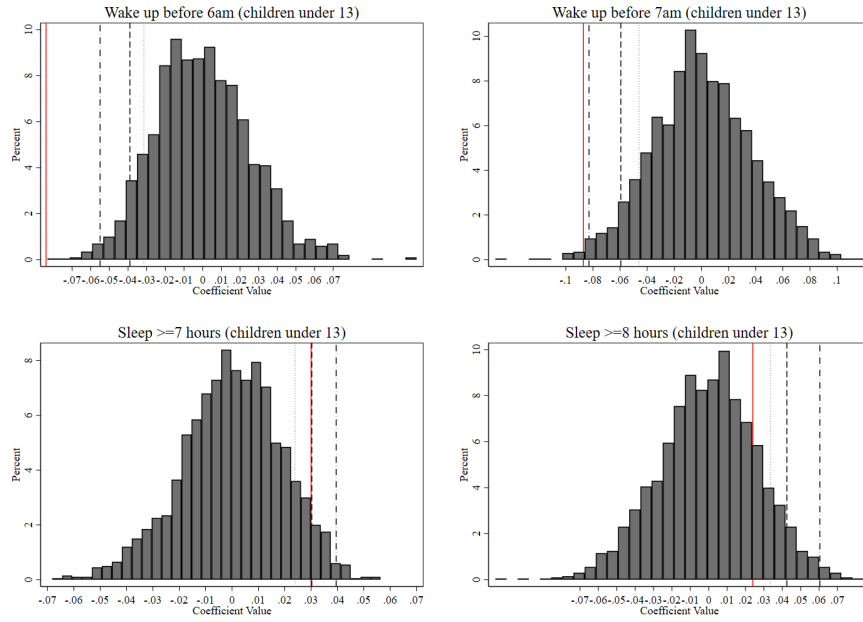 Wake up before 6am (children under 13)
Percent
0 2 4 6 8 10
-.07 -.06 -.05 -.04 -.03 -.02 -.01 0 .01 .02 .03 .04 .05 .06 .07
Coefficient Value
Wake up before 7am (children under 13)
Percent
0 2 4 6 8 10
-.1 -.08 -.06 -.04 -.02 0 .02 .04 .06 .08 .1
Coefficient Value
Sleep >=7 hours (children under 13)
Percent
0 2 4 6 8
-.07 -.06 -.05 -.04 -.03 -.02 -.01 0 .01 .02 .03 .04 .05 .06 .07
Coefficient Value
Sleep >=8 hours (children under 13)
Percent
0 2 4 6 8 10
-.07 -.06 -.05 -.04 -.03 -.02 -.01 0 .01 .02 .03 .04 .05 .06 .07
Coefficient Value